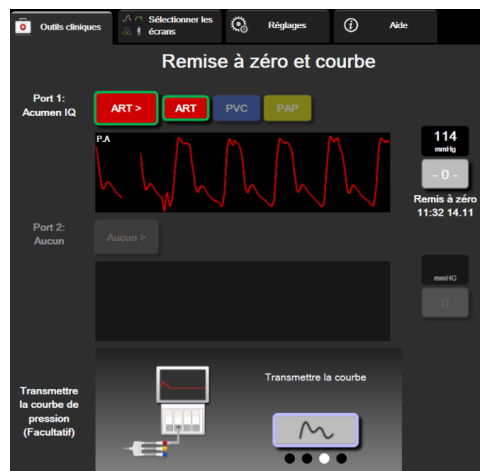 Outils cliniques
Sélectionner les
écrans
Réglages
Aide
Remise à zéro et courbe
Port 1:
Acumen IQ
ART >
ART
PVC
PAP
P.A
114
mmHg
- 0 -
Remis à zéro
11:32 14.11
Port 2:
Aucun
Aucun >
mmHG
- 0 -
Transmettre
la courbe de
pression
(Facultatif)
Transmettre la courbe